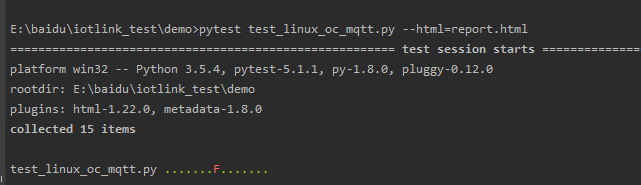 E:\baidu\iotlink_test\demo>pytest test_linux_oc_mqtt.py --html=report.html
===================================================== test session starts ==============
platform win32 -- Python 3.5.4, pytest-5.1.1, py-1.8.0, pluggy-0.12.0
rootdir: E:\baidu\iotlink_test\demo
plugins: html-1.22.0, metadata-1.8.0
collected 15 items
test_linux_oc_mqtt.py .......F.......